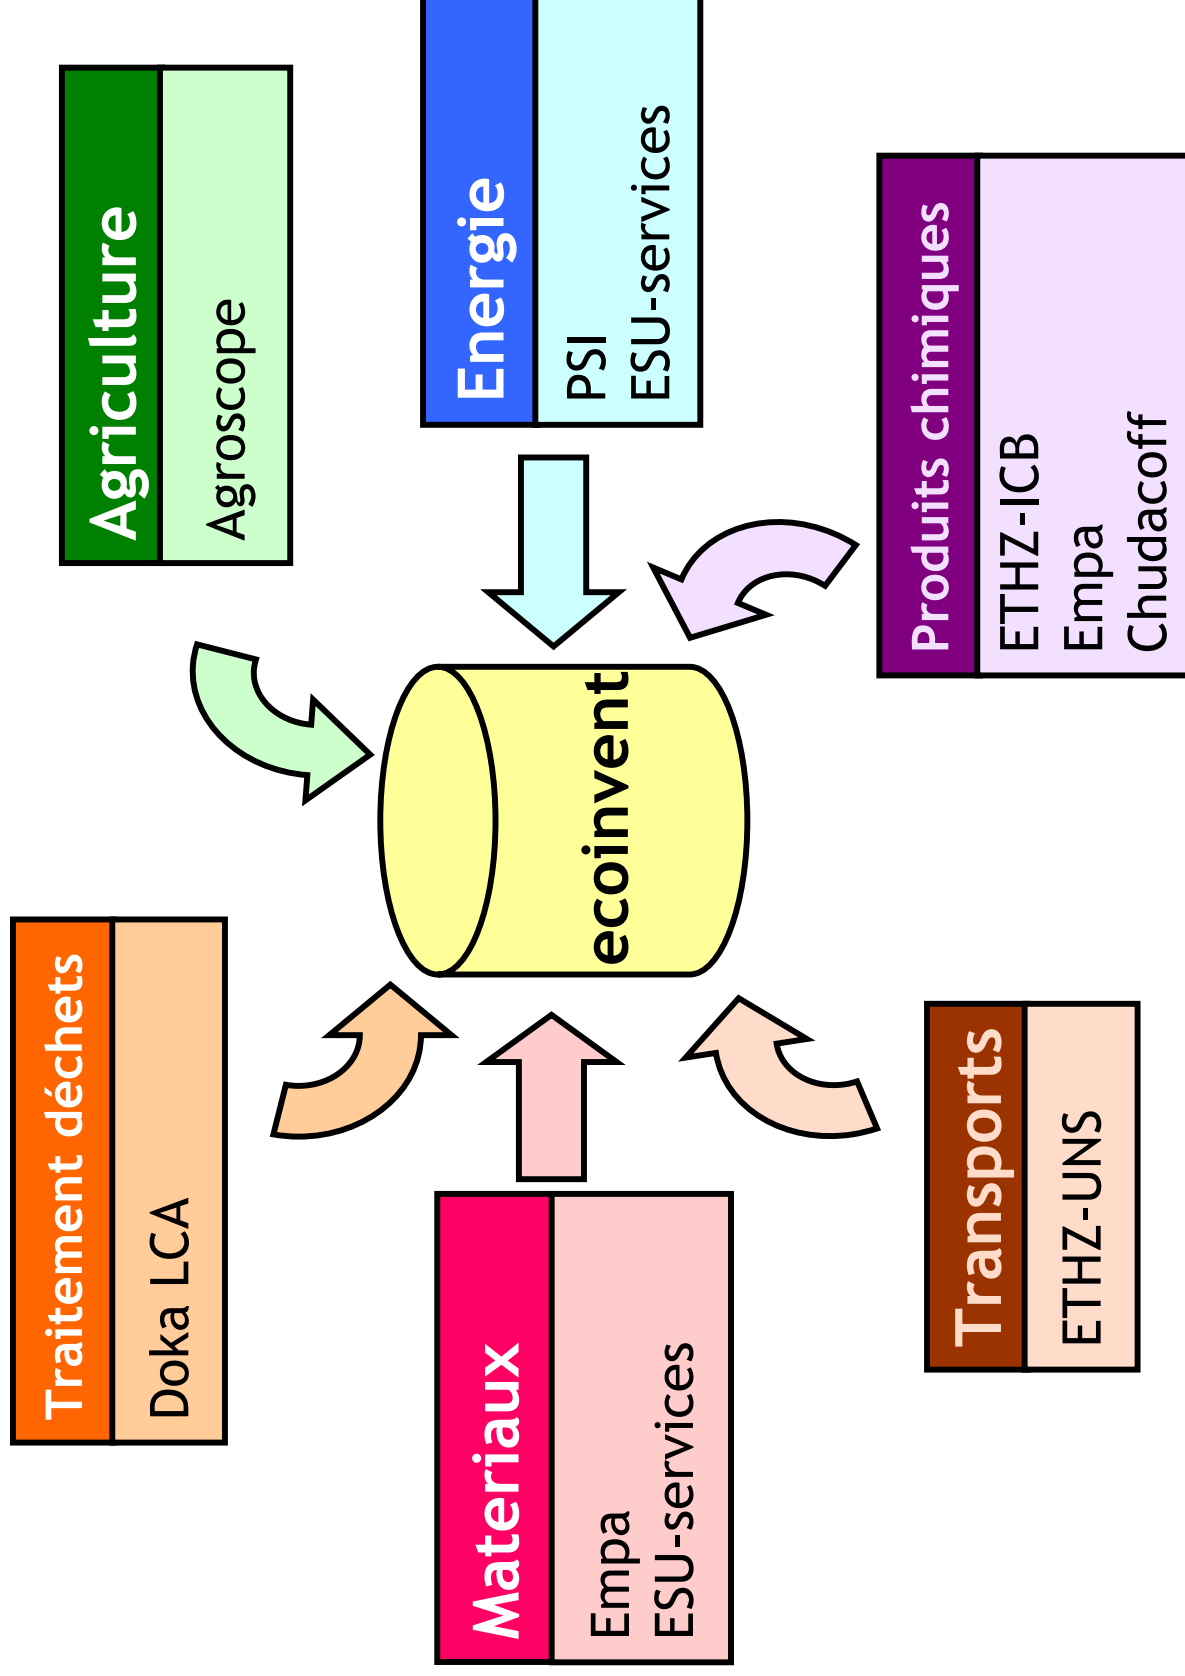 Traitement déchets
Doka LCA
Agriculture
Agroscope
Materiaux
Empa
ESU-services
ecoinvent
Energie
PSI
ESU-services
Transports
ETHZ-UNS
Produits chimiques
ETHZ-ICB
Empa
Chudacoff